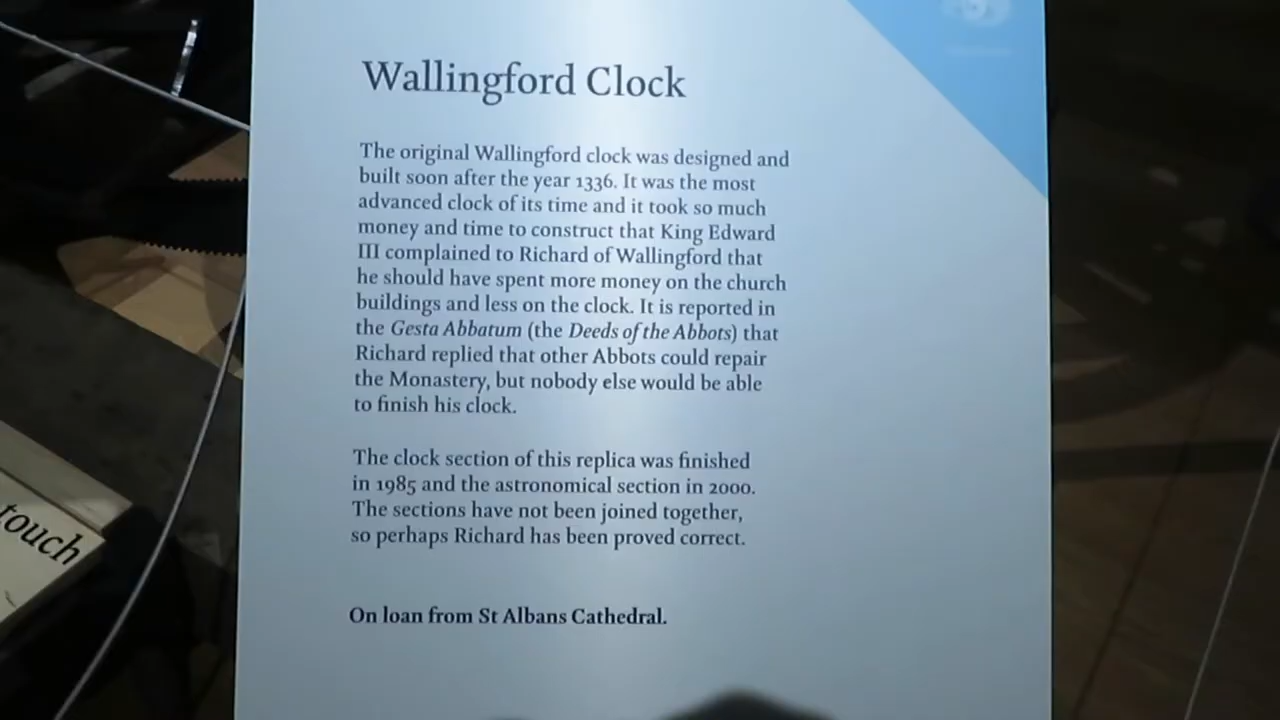 Wallingford Clock
The original Wallingford clock was designed and
built soon after the year 1336. It was the most
advanced clock of its time and it took so much
money and time to construct that King Edward
III complained to Richard of Wallingford that
he should have spent more money on the church
buildings and less on the clock. It is reported in
the Gesta Abbatum (the Deeds of the Abbots) that
Richard replied that other Abbots could repair
the Monastery, but nobody else would be able
to finish his clock.
The clock section of this replica was finished
in 1985 and the astronomical section in 2000.
The sections have not been joined together,
so perhaps Richard has been proved correct.
On loan from St Albans Cathedral.
touch